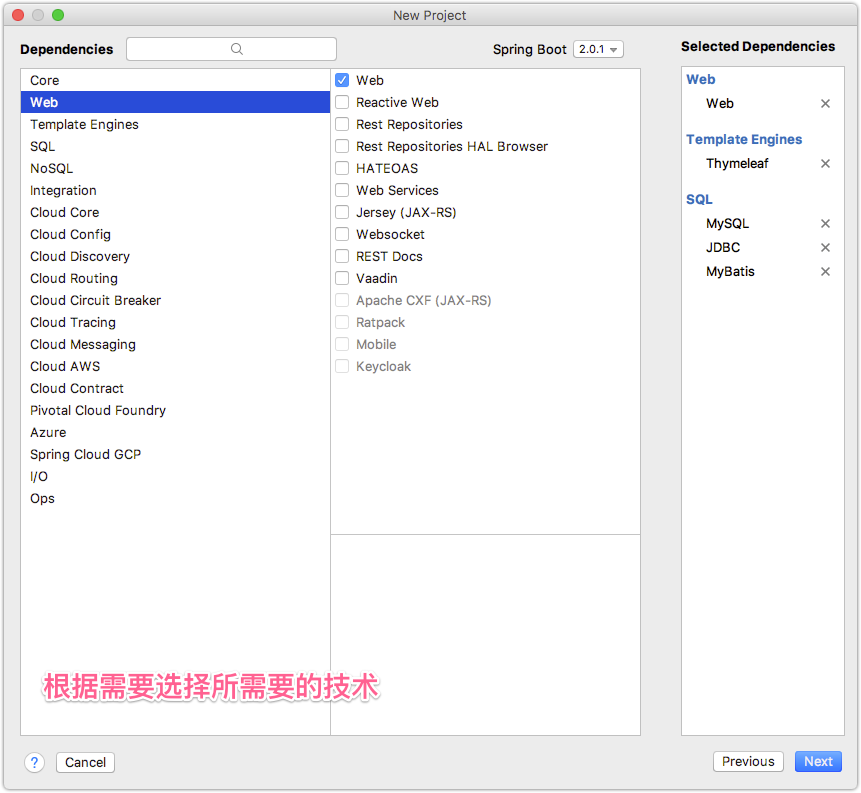 New Project
Dependencies
Spring Boot 2.0.1
Selected Dependencies
Core
Web
Template Engines
SQL
NoSQL
Integration
Cloud Core
Cloud Config
Cloud Discovery
Cloud Routing
Cloud Circuit Breaker
Cloud Tracing
Cloud Messaging
Cloud AWS
Cloud Contract
Pivotal Cloud Foundry
Azure
Spring Cloud GCP
I/O
Ops
Web
Reactive Web
Rest Repositories
Rest Repositories HAL Browser
HATEOAS
Web Services
Jersey (JAX-RS)
Websocket
REST Docs
Vaadin
Apache CXF (JAX-RS)
Ratpack
Mobile
Keycloak
Web
Web
Template Engines
Thymeleaf
SQL
MySQL
JDBC
MyBatis
根据需要选择所需要的技术
? Cancel
Previous Next